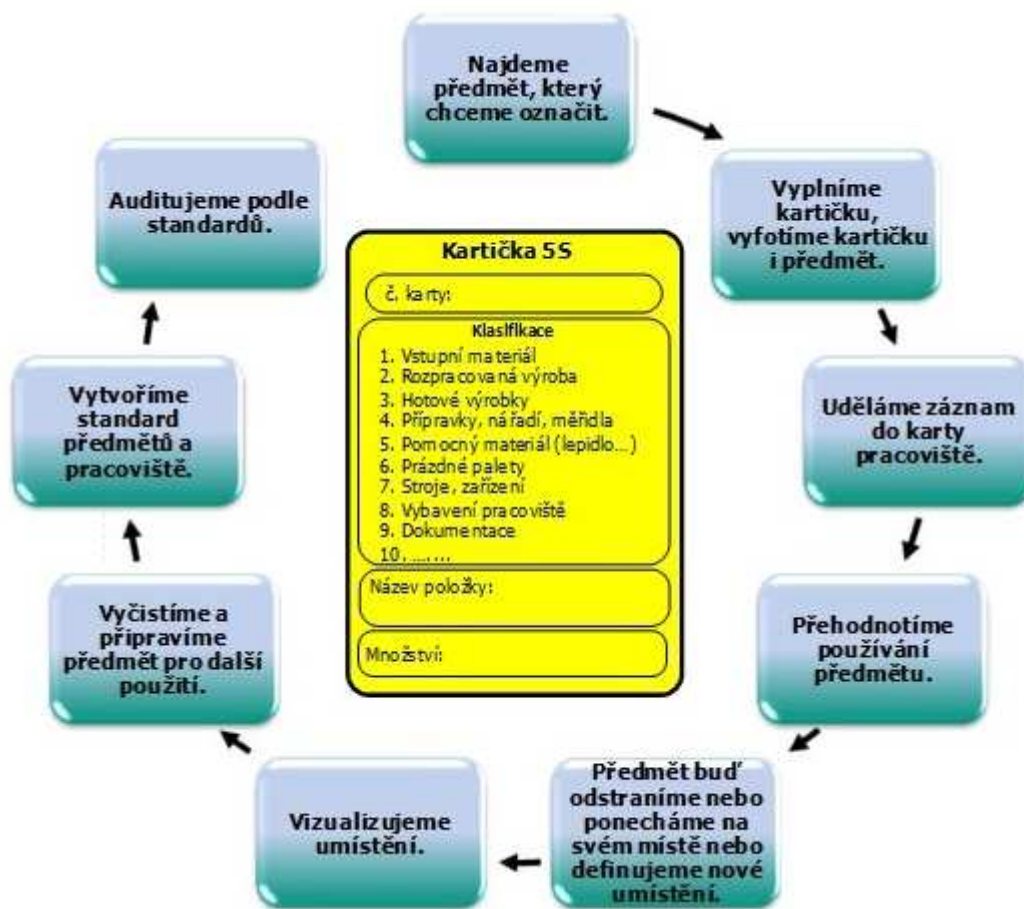 Najdeme
předmět, který
chceme označit.
Vyplníme
kartičku,
vyfotíme kartičku
i předmět.
Uděláme záznam
do karty
pracoviště.
Přehodnotíme
používání
předmětu.
Předmět buď
odstraníme nebo
ponecháme na
svém místě nebo
definujeme nové
umístění.
Vizualizujeme
umístění.
Vyčistíme a
připravíme
předmět pro další
použití.
Vytvoříme
standard
předmětů a
pracoviště.
Auditujeme podle
standardů.
Kartička 5S
č. karty:
Klasifikace
1. Vstupní materiál
2. Rozpracovaná výroba
3. Hotové výrobky
4. Přípravky, nářadí, měřidla
5. Pomocný materiál (lepidlo...)
6. Prázdné palety
7. Stroje, zařízení
8. Vybavení pracoviště
9. Dokumentace
10. .... ...
Název položky:
Množství: